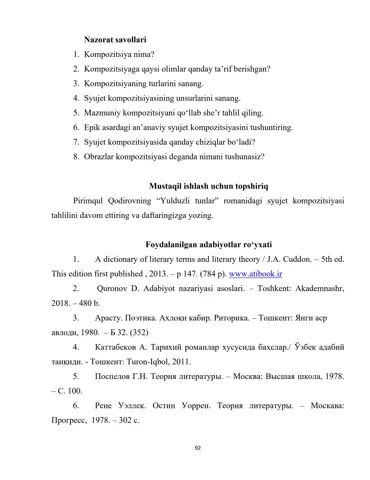 Nazorat savollari
1. Kompozitsiya nima?
2. Kompozitsiyaga qaysi olimlar qanday ta’rif berishgan?
3. Kompozitsiyaning turlarini sanang.
4. Syujet kompozitsiyasining unsurlarini sanang.
5. Mazmuniy kompozitsiyani qo‘llab she’r tahlil qiling.
6. Epik asardagi an’anaviy syujet kompozitsiyasini tushuntiring.
7. Syujet kompozitsiyasida qanday chiziqlar bo‘ladi?
8. Obrazlar kompozitsiyasi deganda nimani tushunasiz?
Mustaqil ishlash uchun topshiriq
Pirimqul Qodirovning “Yulduzli tunlar” romanidagi syujet kompozitsiyasi
tahlilini davom ettiring va daftaringizga yozing.
Foydalanilgan adabiyotlar ro‘yxati
1. A dictionary of literary terms and literary theory / J.A. Cuddon. – 5th ed.
This edition first published , 2013. – p 147. (784 p). www.atibook.ir
2. Quronov D. Adabiyot nazariyasi asoslari. – Toshkent: Akademnashr,
2018. – 480 b.
3. Арасту. Поэтика. Ахлоқи кабир. Риторика. – Тошкент: Янги аср
авлоди, 1980. – Б 32. (352)
4. Каттабеков А. Тарихий романлар хусусида баҳслар./ Ўзбек адабий
танқиди. - Тошкент: Turon-Iqbol, 2011.
5. Поспелов Г.Н. Теория литературы. – Москва: Высшая школа, 1978.
– С. 100.
6. Рене Уэллек. Остин Уоррен. Теория литературы. – Москава:
Прогресс, 1978. – 302 с.
92